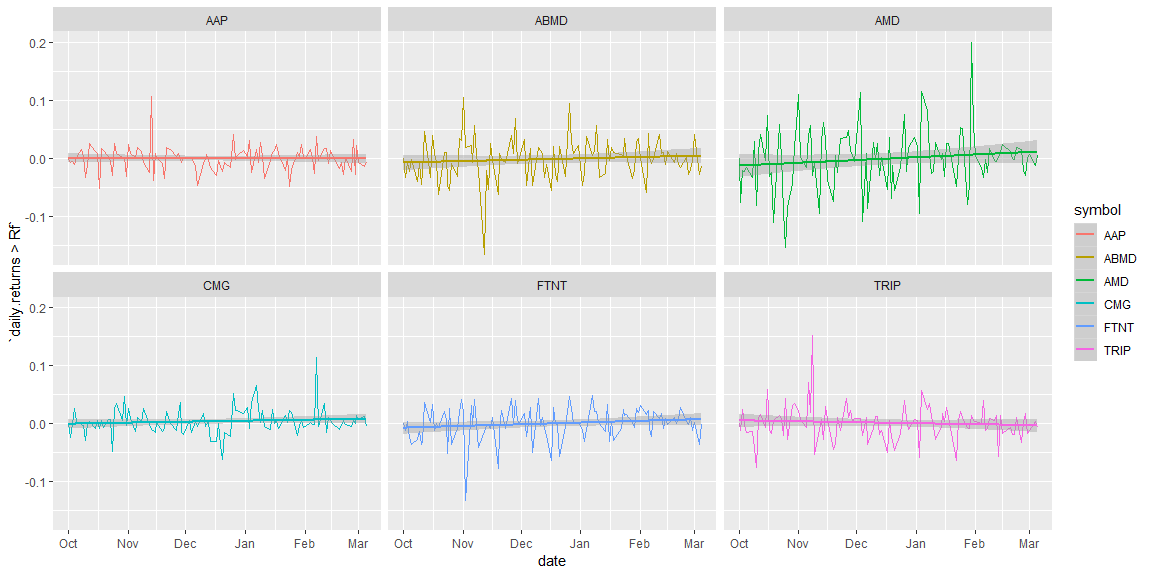 AAP ABMD AMD
0.2
0.1
0.0
-0.1
CMG FTNT TRIP
0.2
0.1
0.0
-0.1
Oct Nov Dec Jan Feb Mar Oct Nov Dec Jan Feb Mar Oct Nov Dec Jan Feb Mar
date
`daily.returns > Rf`
symbol
AAP
ABMD
AMD
CMG
FTNT
TRIP